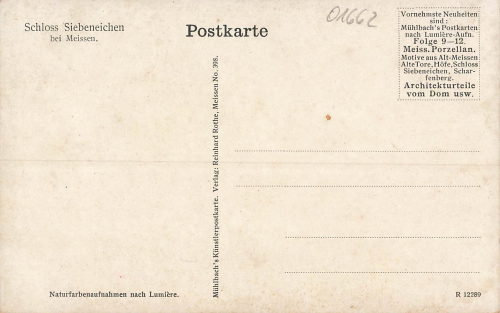 Schloss Siebeneichen
bei Meissen.
Postkarte
01662
Vornehmste Neuheiten
sind :
Mühlbach's Postkarten
nach Lumière-Aufn.
Folge 9—12.
Meiss. Porzellan.
Motive aus Alt-Meissen
Alte Tore, Höfe, Schloss
Siebeneichen, Schar-
fenberg.
Architekturteile
vom Dom usw.
Mühlbach's Künstlerpostkarte. Verlag: Reinhard Rothe, Meissen No. 398.
Naturfarbenaufnahmen nach Lumière.
R 12289